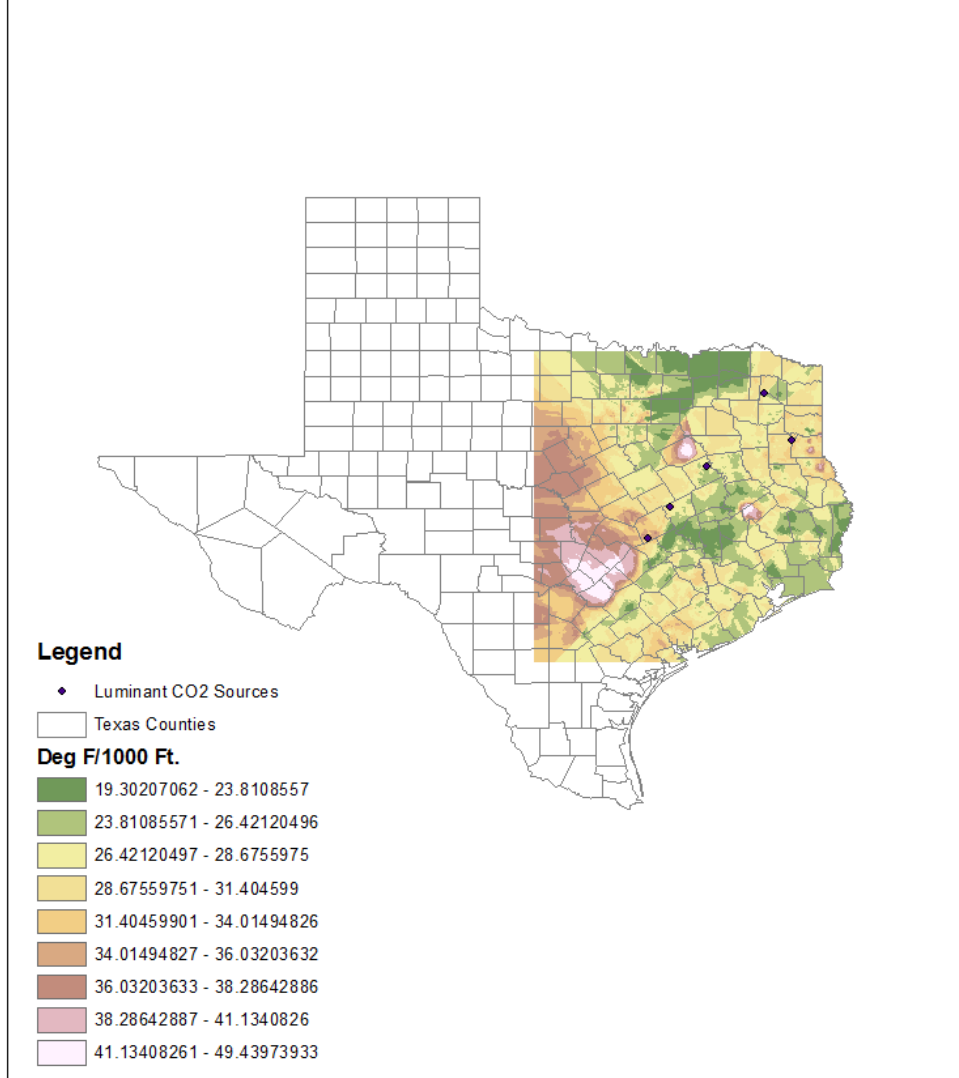 Legend
Luminant CO2 Sources
Texas Counties
Deg F/1000 Ft.
19.30207062 - 23.8108557
23.81085571 - 26.42120496
26.42120497 - 28.6755975
28.67559751 - 31.404599
31.40459901 - 34.01494826
34.01494827 - 36.03203632
36.03203633 - 38.28642886
38.28642887 - 41.1340826
41.13408261 - 49.43973933